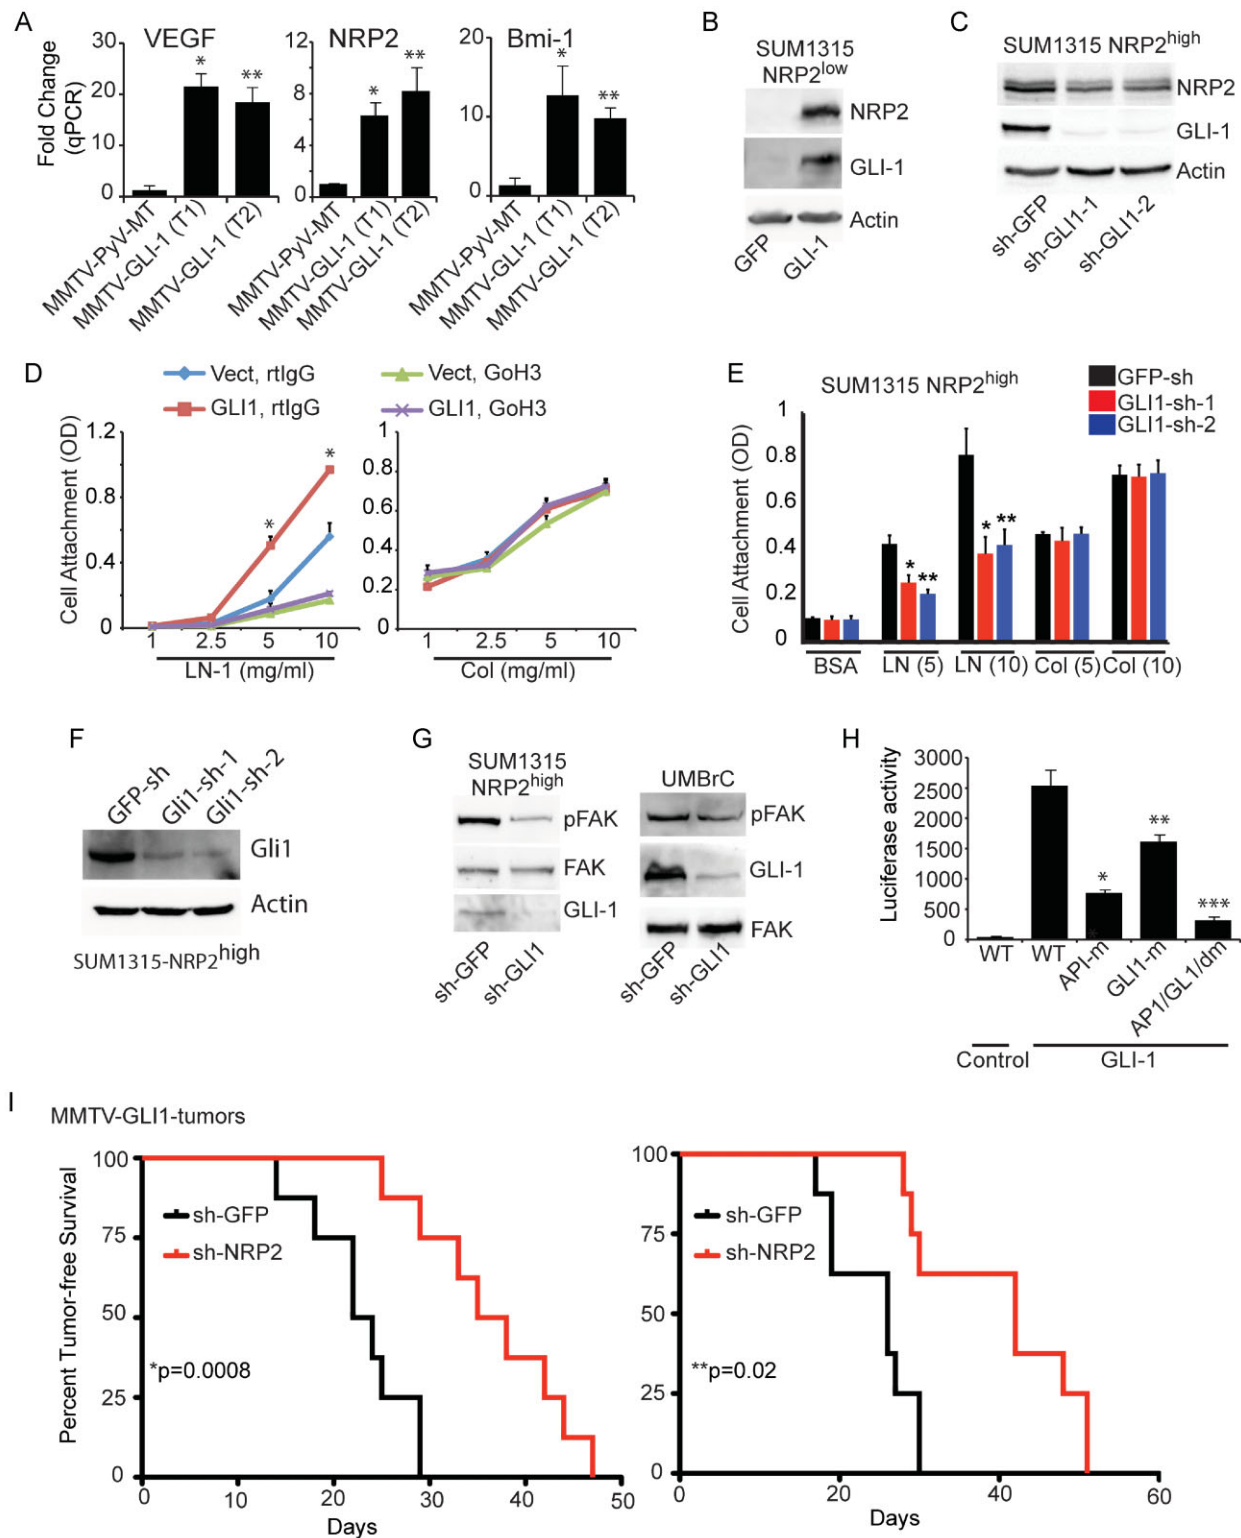 A
VEGF
NRP2
Bmi-1
Fold Change
(qPCR)
30
20
10
0
12
8
4
0
20
10
0
*
**
*
**
*
**
MMTV-PyV-MT
MMTV-GLI-1 (T1)
MMTV-GLI-1 (T2)
MMTV-PyV-MT
MMTV-GLI-1 (T1)
MMTV-GLI-1 (T2)
MMTV-PyV-MT
MMTV-GLI-1 (T1)
MMTV-GLI-1 (T2)
B
SUM1315
NRP2low
NRP2
GLI-1
Actin
GFP
GLI-1
C
SUM1315 NRP2high
NRP2
GLI-1
Actin
sh-GFP
sh-GLI1-1
sh-GLI1-2
D
Vect, rtIgG
Vect, GoH3
GLI1, rtIgG
GLI1, GoH3
Cell Attachment (OD)
1.2
0.8
0.4
0
*
*
1
2.5
5
10
LN-1 (mg/ml)
1
0.8
0.6
0.4
0.2
0
1
2.5
5
10
Col (mg/ml)
E
SUM1315 NRP2high
GFP-sh
GLI1-sh-1
GLI1-sh-2
Cell Attachment (OD)
1
0.8
0.6
0.4
0.2
0
*
**
*
**
BSA
LN (5)
LN (10)
Col (5)
Col (10)
F
GFP-sh
Gli1-sh-1
Gli1-sh-2
Gli1
Actin
SUM1315-NRP2high
G
SUM1315
NRP2high
pFAK
FAK
GLI-1
sh-GFP
sh-GLI1
UMBrC
pFAK
GLI-1
FAK
sh-GFP
sh-GLI1
H
Luciferase activity
3000
2500
2000
1500
1000
500
0
*
**
***
*
WT
WT
API-m
GLI1-m
AP1/GL1/dm
Control
GLI-1
I
MMTV-GLI1-tumors
Percent Tumor-free Survival
100
75
50
25
0
sh-GFP
sh-NRP2
*p=0.0008
0
10
20
30
40
50
Days
100
75
50
25
0
sh-GFP
sh-NRP2
**p=0.02
0
20
40
60
Days